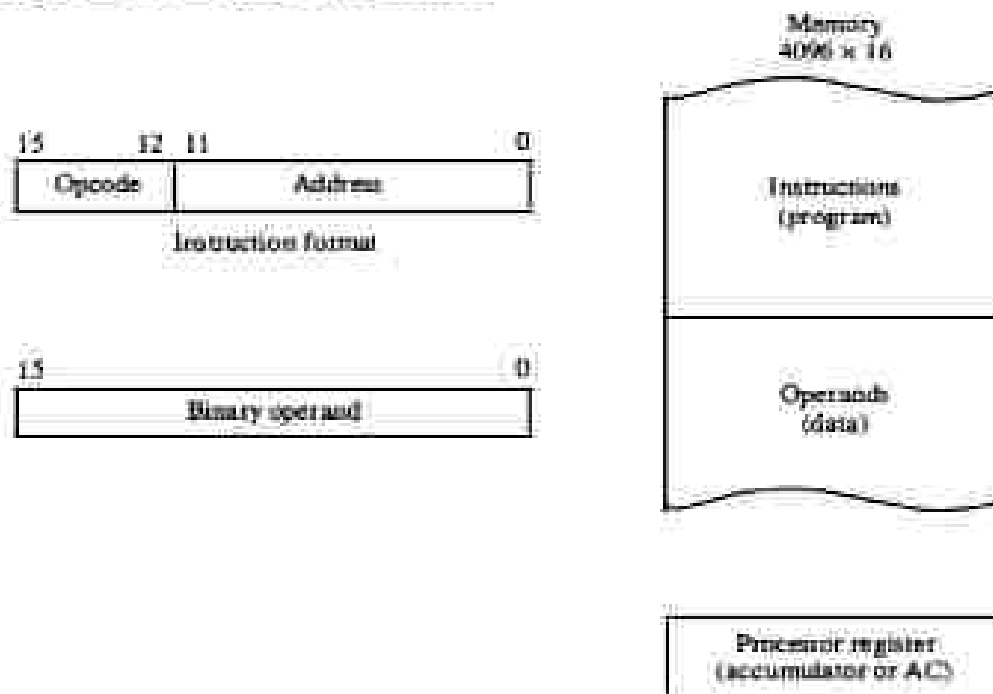 15 12 11 0
Opcode Address
Instruction format
15 0
Binary operand
Memory
4096 × 16
Instructions
(program)
Operands
(data)
Processor register
(accumulator or AC)